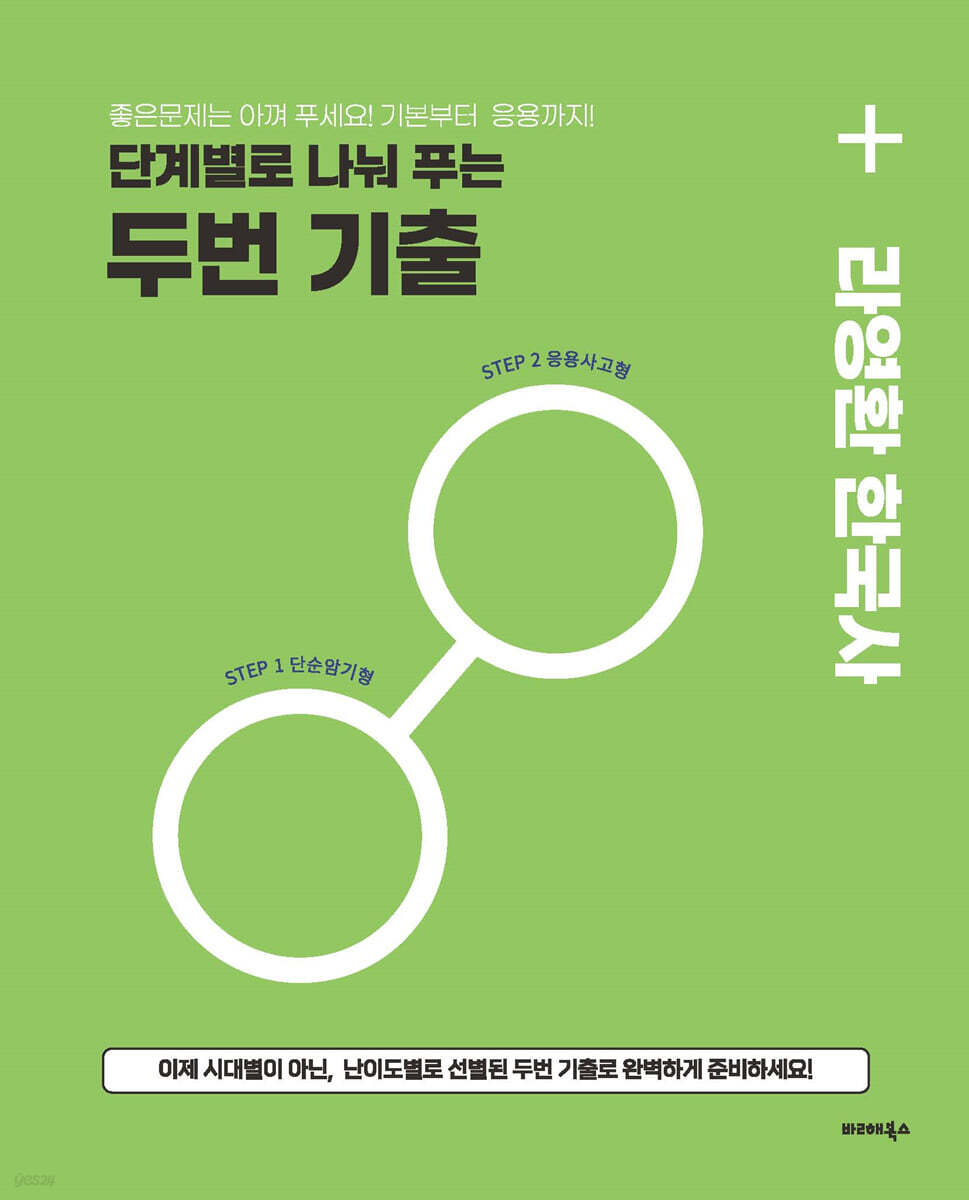 좋은문제는 아껴 푸세요! 기본부터 응용까지!
단계별로 나눠 푸는
두번 기출
+ 라영환 한국사
STEP 2 응용사고형
STEP 1 단순암기형
이제 시대별이 아닌, 난이도별로 선별된 두번 기출로 완벽하게 준비하세요!
바르해북스
yes24